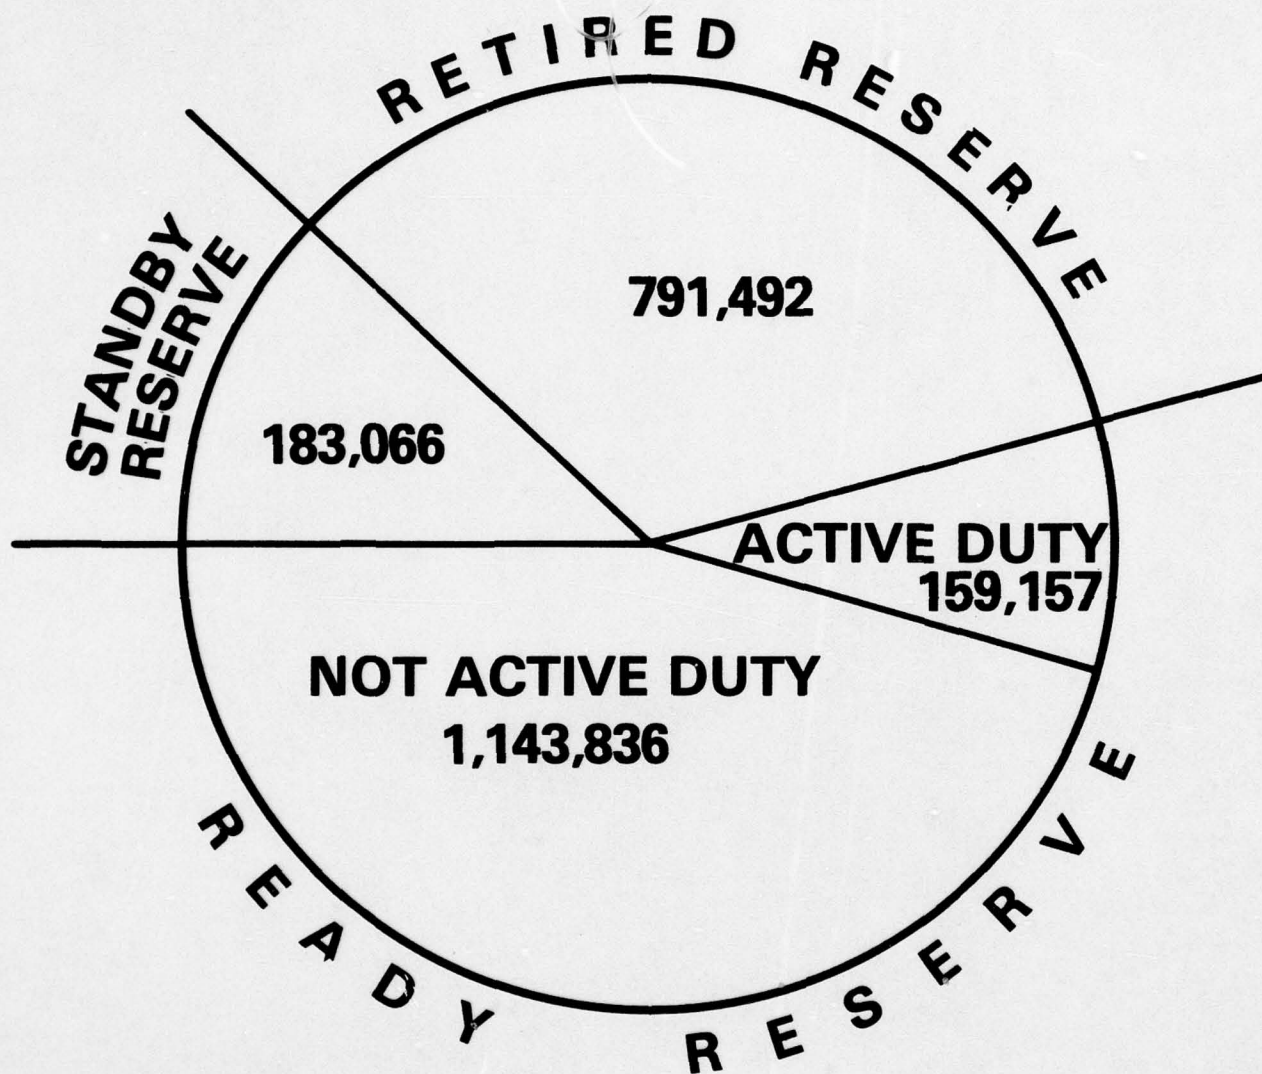 RETIRED RESERVE
791,492
STANDBY
RESERVE
183,066
ACTIVE DUTY
159,157
NOT ACTIVE DUTY
1,143,836
READY RESERVE